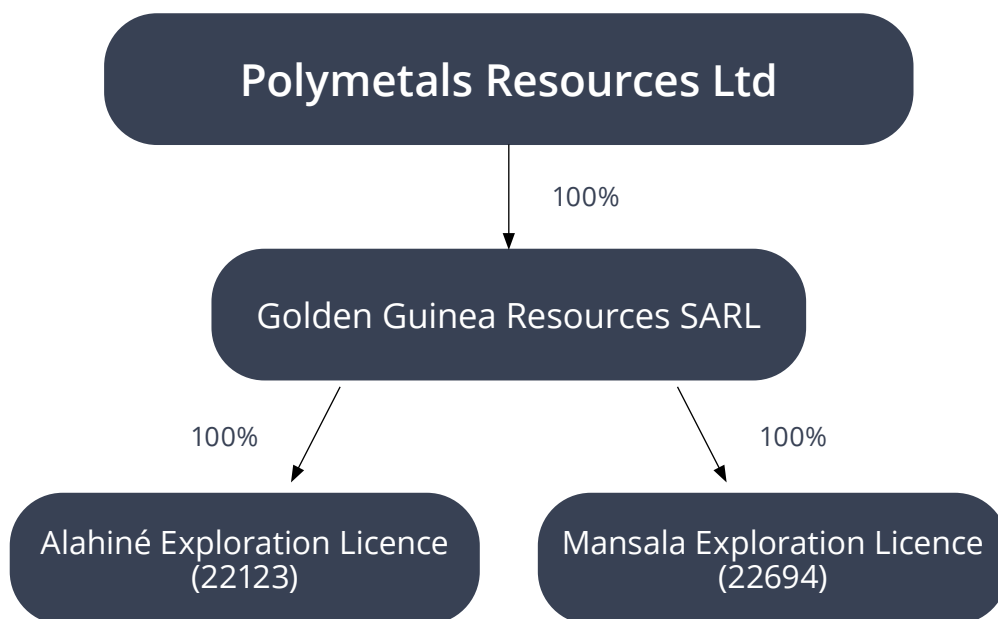 Polymetals Resources Ltd
100%
Golden Guinea Resources SARL
100%
100%
Alahiné Exploration Licence
(22123)
Mansala Exploration Licence
(22694)